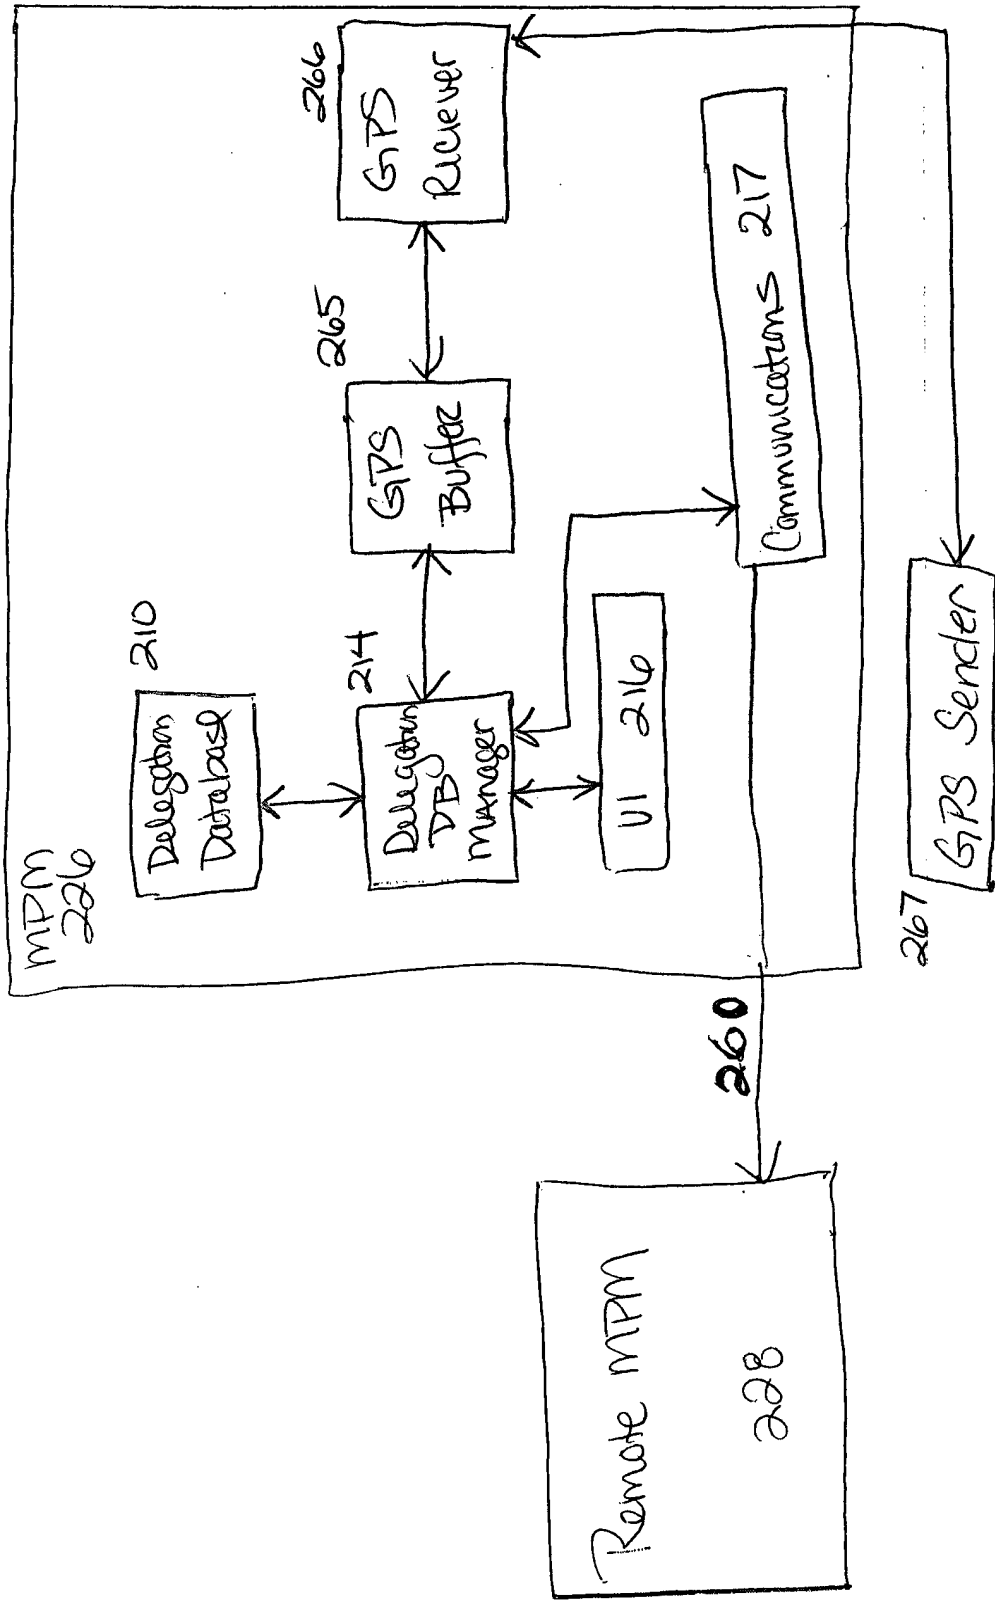 MPM
226
Delegation
Database
210
Delegation
DB
Manager
214
GPS
Buffer
265
GPS
Riciever
266
UI 216
Communications 217
260
Remote MPM
228
267
GPS Sender